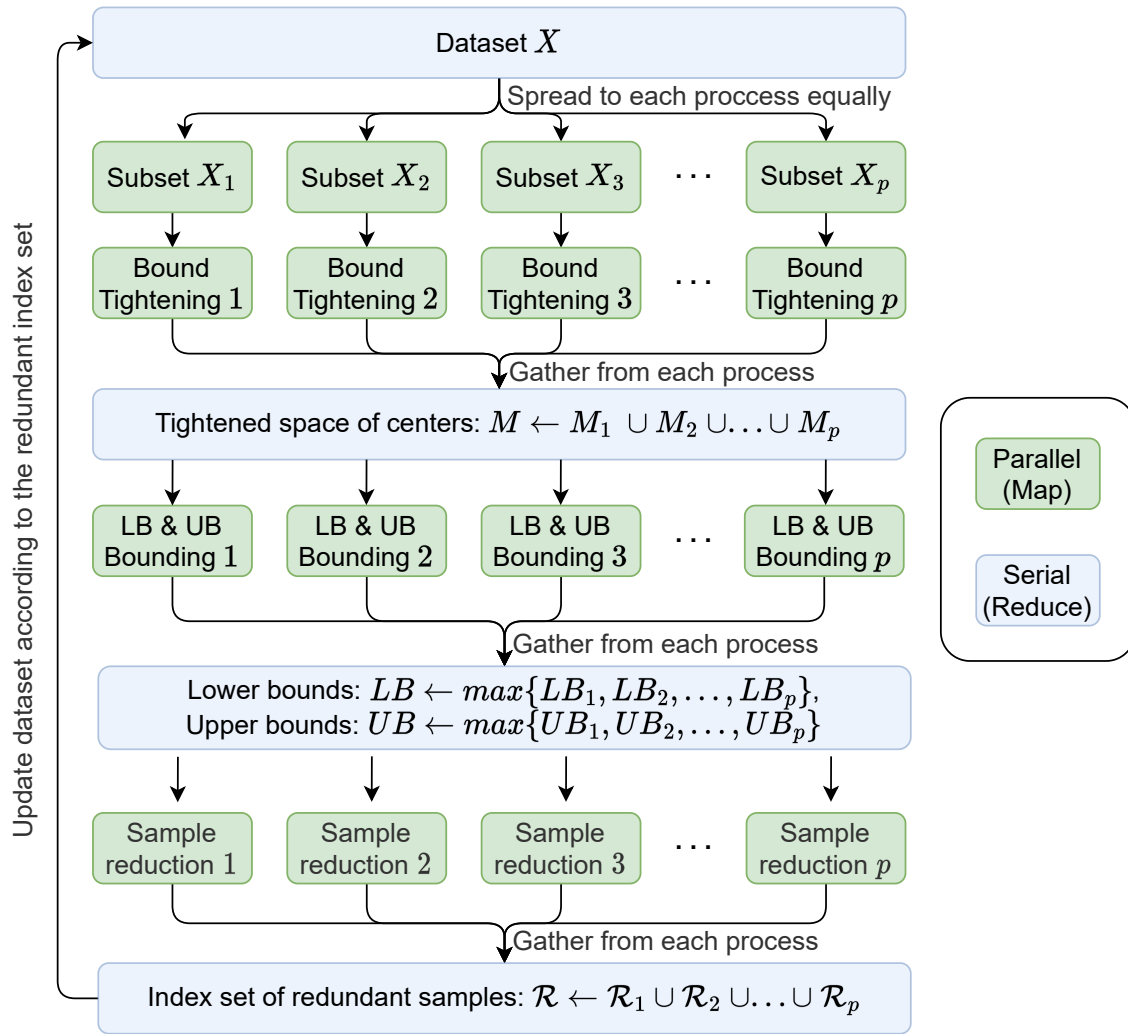 Dataset X
Spread to each proccess equally
Subset X₁
Subset X₂
Subset X₃
. . .
Subset Xₚ
Bound
Tightening 1
Bound
Tightening 2
Bound
Tightening 3
. . .
Bound
Tightening p
Gather from each process
Tightened space of centers: M ← M₁ ∪ M₂ ∪ . . . ∪ Mₚ
LB & UB
Bounding 1
LB & UB
Bounding 2
LB & UB
Bounding 3
. . .
LB & UB
Bounding p
Gather from each process
Lower bounds: LB ← max{LB₁, LB₂, . . . , LBₚ},
Upper bounds: UB ← max{UB₁, UB₂, . . . , UBₚ}
Sample
reduction 1
Sample
reduction 2
Sample
reduction 3
. . .
Sample
reduction p
Gather from each process
Index set of redundant samples: ℛ ← ℛ₁ ∪ ℛ₂ ∪ . . . ∪ ℛₚ
Update dataset according to the redundant index set
Parallel
(Map)
Serial
(Reduce)